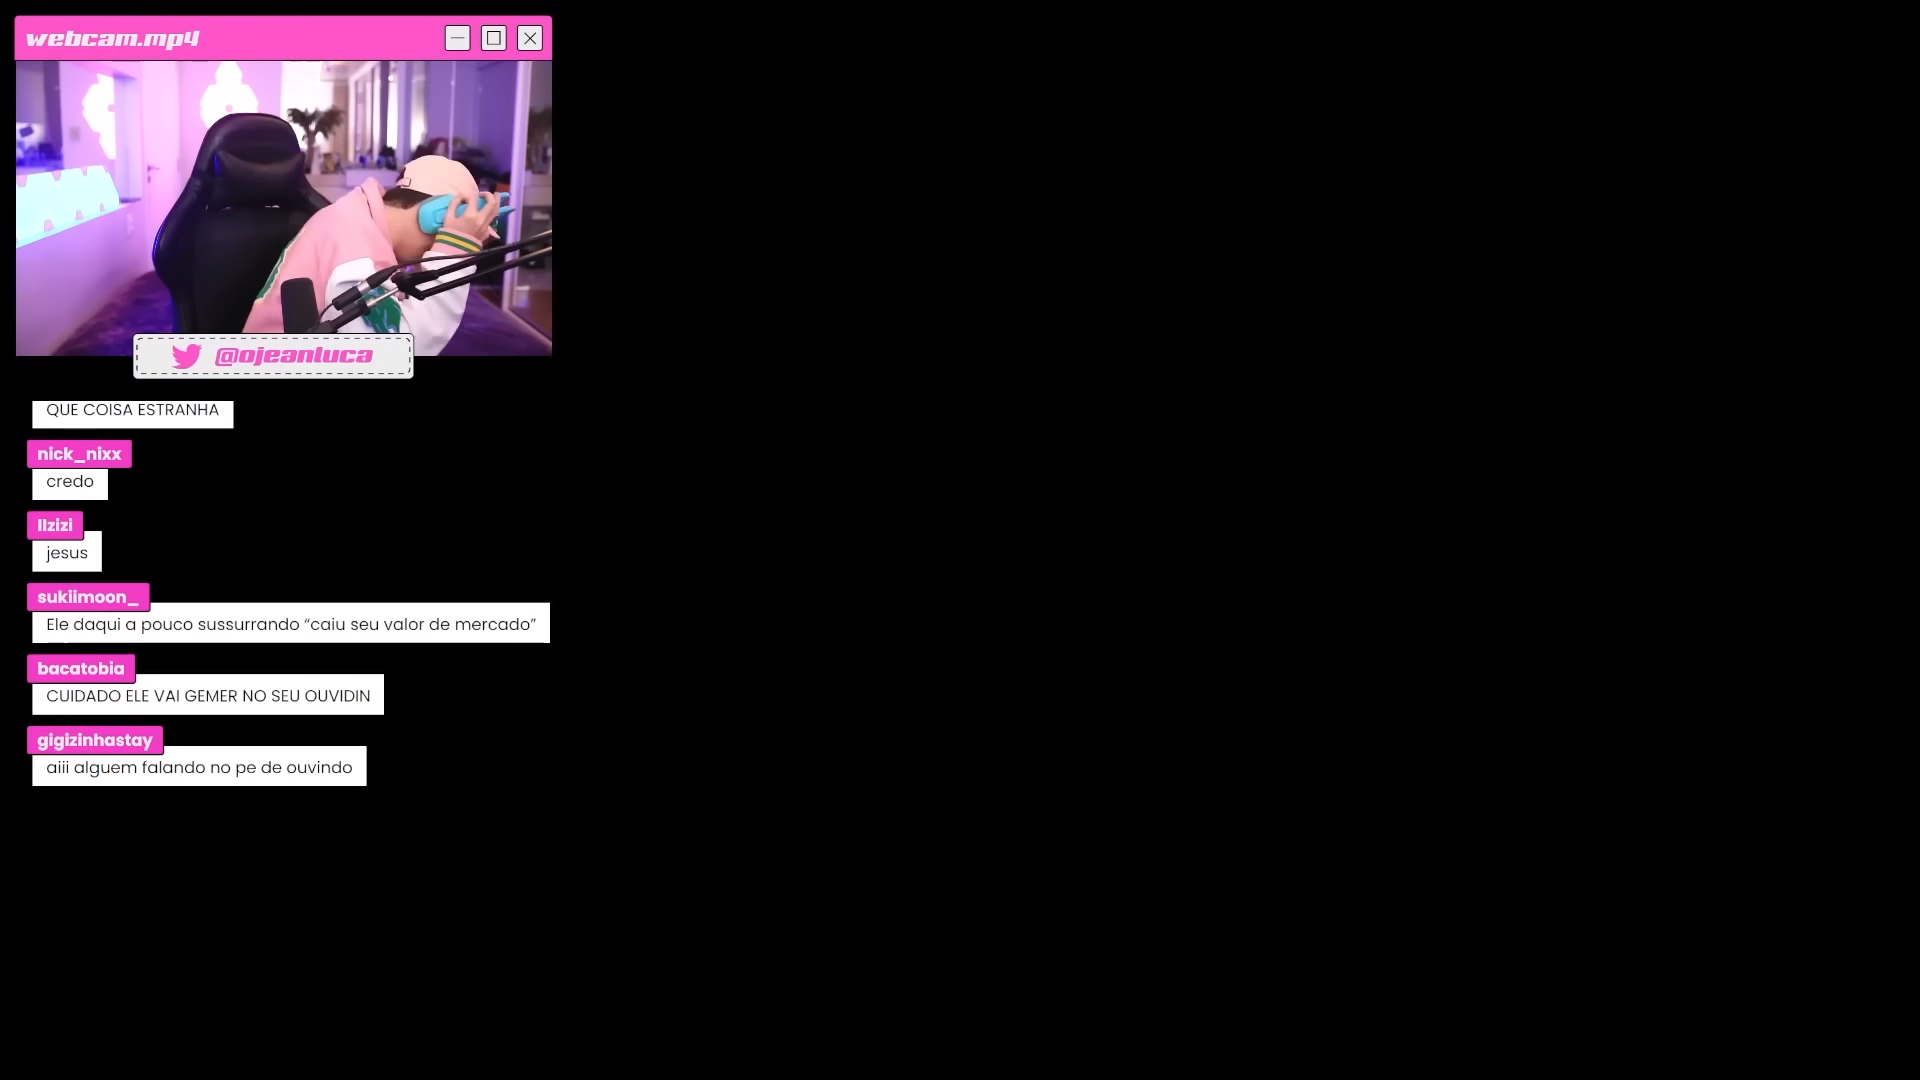 webcam.mp4
@ojeanluca
QUE COISA ESTRANHA
nick_nixx
credo
llzizi
jesus
sukiimoon_
Ele daqui a pouco sussurrando “caiu seu valor de mercado”
bacatobia
CUIDADO ELE VAI GEMER NO SEU OUVIDIN
gigizinhastay
aiii alguem falando no pe de ouvindo